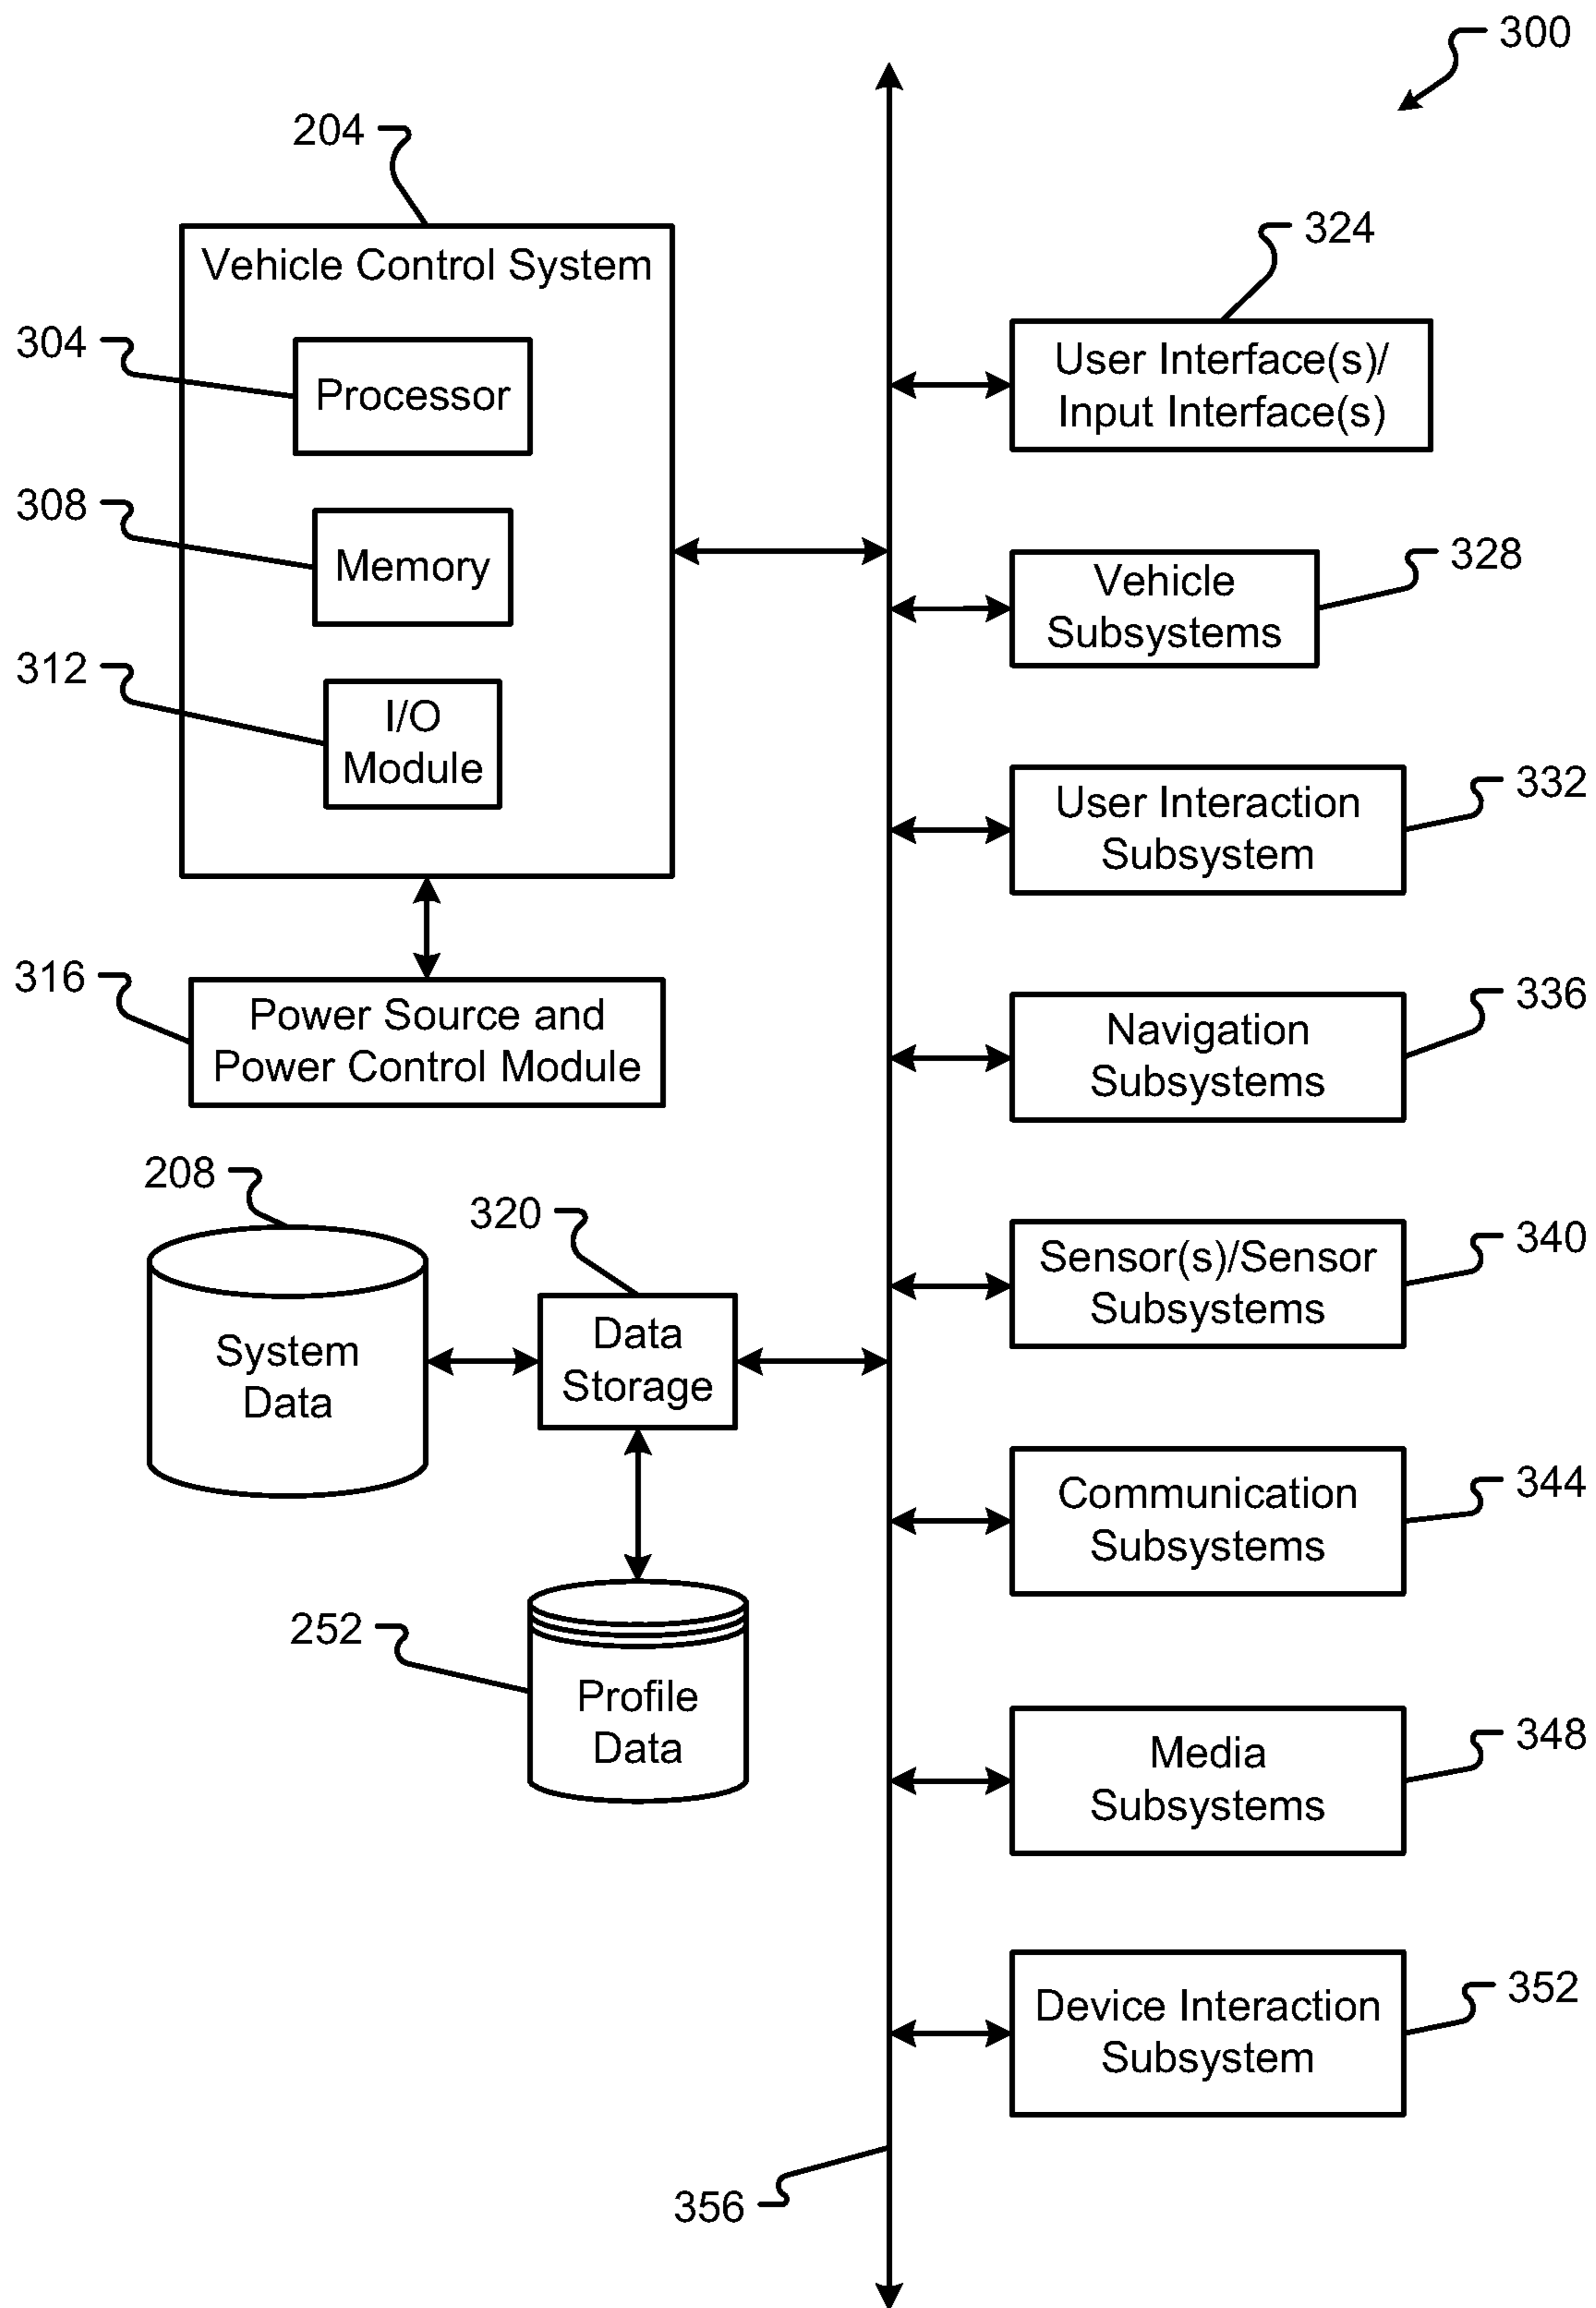 300
204
Vehicle Control System
304
Processor
308
Memory
312
I/O
Module
316
Power Source and
Power Control Module
208
System
Data
320
Data
Storage
252
Profile
Data
324
User Interface(s)/
Input Interface(s)
328
Vehicle
Subsystems
332
User Interaction
Subsystem
336
Navigation
Subsystems
340
Sensor(s)/Sensor
Subsystems
344
Communication
Subsystems
348
Media
Subsystems
352
Device Interaction
Subsystem
356